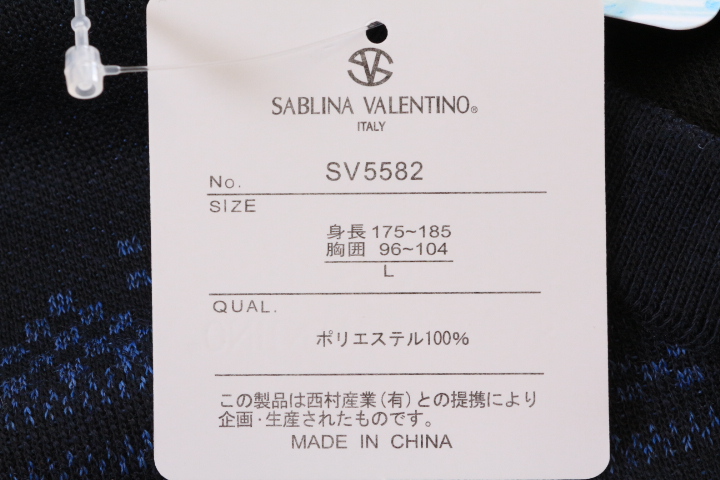 SABLINA VALENTINO®
ITALY
No. SV5582
SIZE
身長 175~185
胸囲 96~104
L
QUAL.
ポリエステル100%
この製品は西村産業(有)との提携により
企画・生産されたものです。
MADE IN CHINA